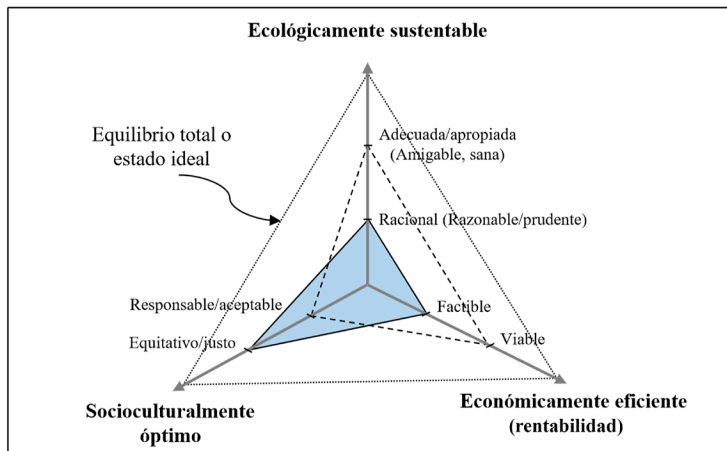 Ecológicamente sustentable
Equilibrio total o
estado ideal
Adecuada/apropiada
(Amigable, sana)
Racional (Razonable/prudente)
Responsable/aceptable
Factible
Equitativo/justo
Viable
Socioculturalmente
óptimo
Económicamente eficiente
(rentabilidad)